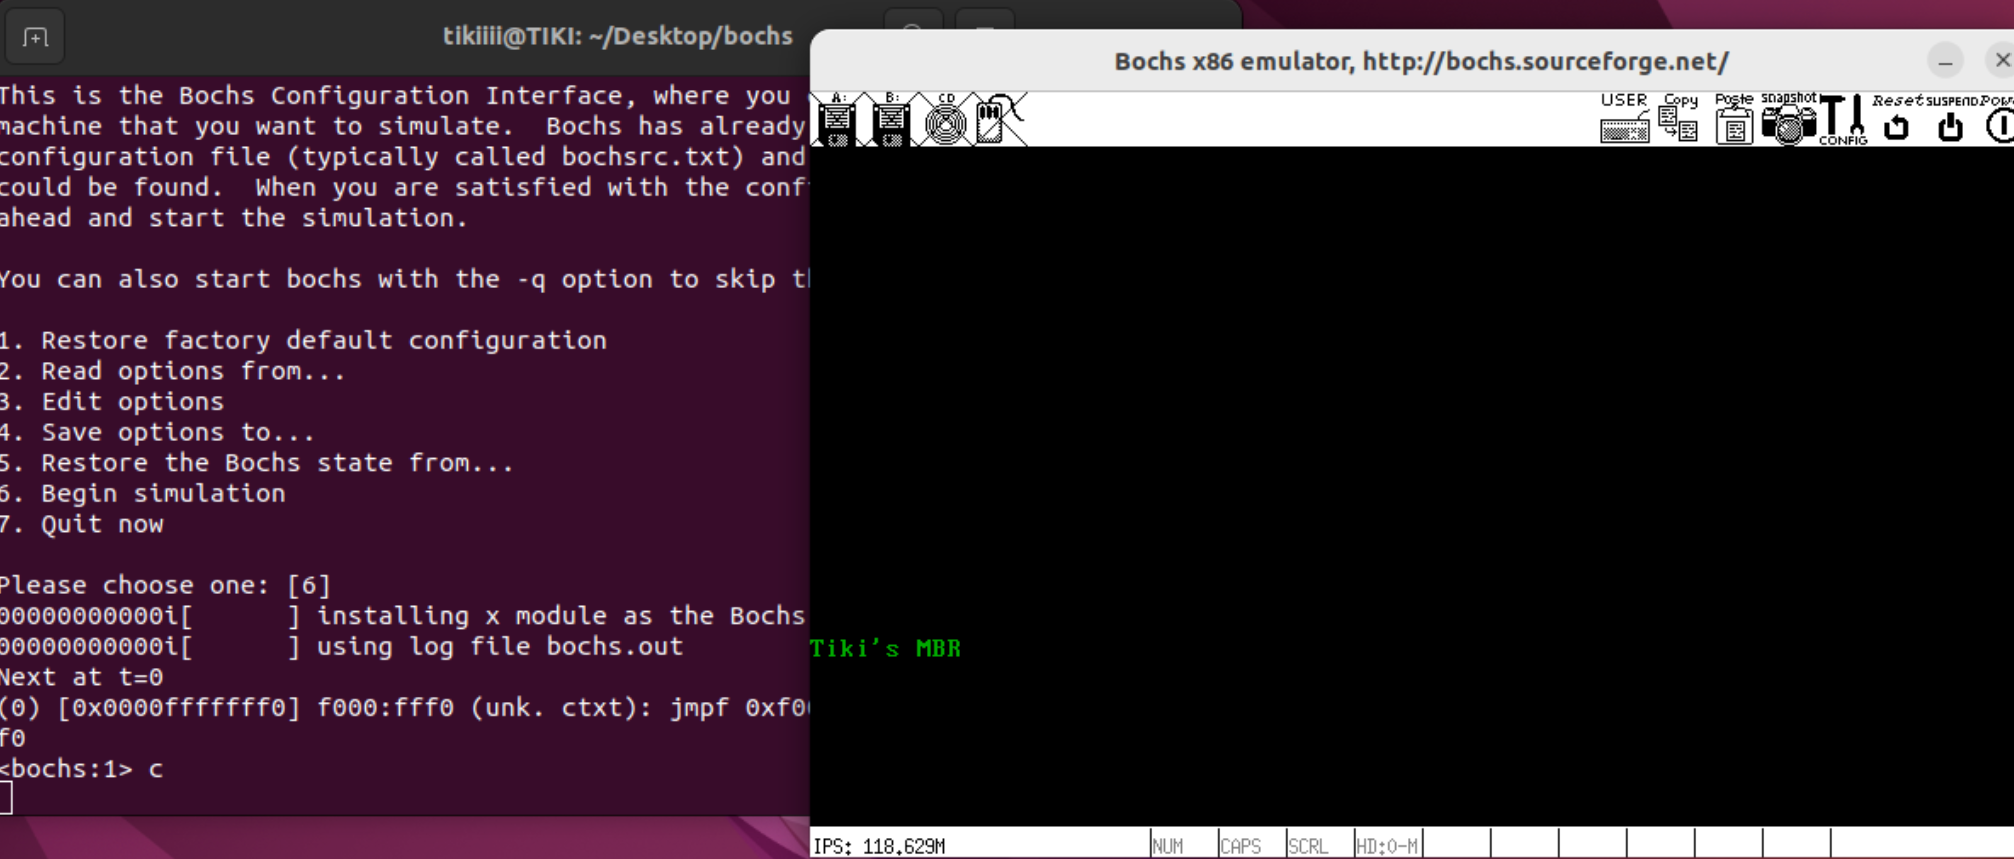 tikiiii@TIKI: ~/Desktop/bochs
This is the Bochs Configuration Interface, where you
machine that you want to simulate.  Bochs has already
configuration file (typically called bochsrc.txt) and
could be found.  When you are satisfied with the conf
ahead and start the simulation.
You can also start bochs with the -q option to skip t
1. Restore factory default configuration
2. Read options from...
3. Edit options
4. Save options to...
5. Restore the Bochs state from...
6. Begin simulation
7. Quit now
Please choose one: [6]
00000000000i[      ] installing x module as the Bochs
00000000000i[      ] using log file bochs.out
Next at t=0
(0) [0x0000fffffff0] f000:fff0 (unk. ctxt): jmpf 0xf0
f0
<bochs:1> c
Bochs x86 emulator, http://bochs.sourceforge.net/
A: B: CD USER Copy Paste snapshot CONFIG Reset SUSPEND Pow
Tiki's MBR
IPS: 118.629M NUM CAPS SCRL HD:0-M